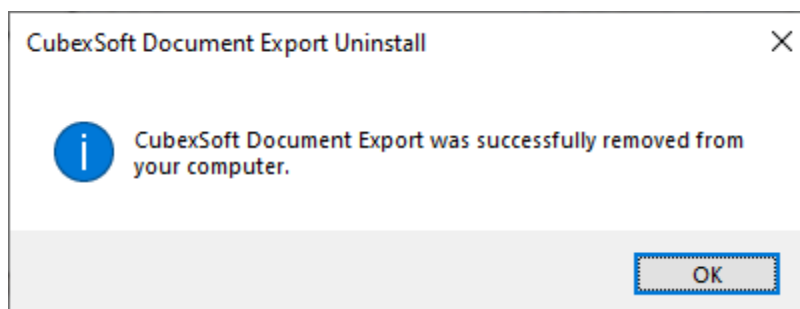 CubexSoft Document Export Uninstall
CubexSoft Document Export was successfully removed from
your computer.
OK